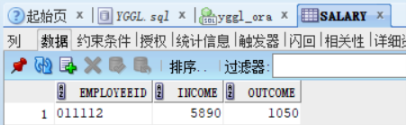 起始页 YGGL.sql yggl_ora SALARY
列 数据 约束条件 授权 统计信息 触发器 闪回 相关性 详细资
排序.. 过滤器:
EMPLOYEEID INCOME OUTCOME
1 011112 5890 1050